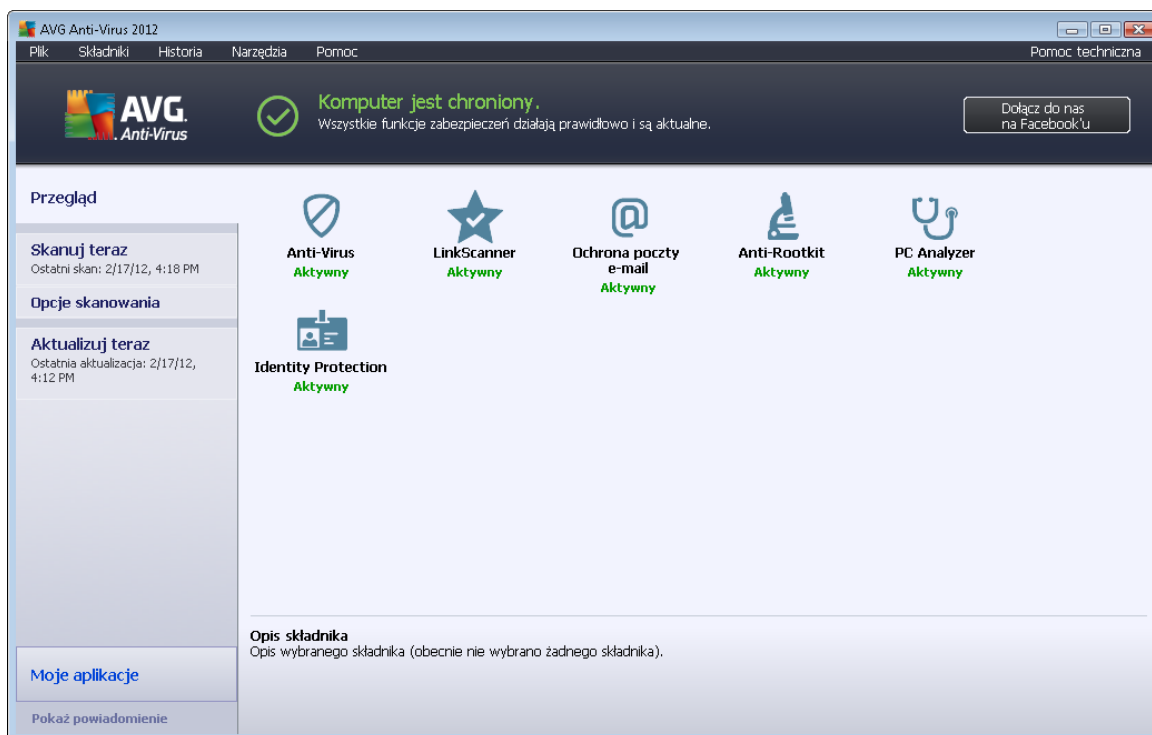 AVG Anti-Virus 2012
Plik Składniki Historia Narzędzia Pomoc Pomoc techniczna
AVG.
Anti-Virus
Komputer jest chroniony.
Wszystkie funkcje zabezpieczeń działają prawidłowo i są aktualne.
Dołącz do nas
na Facebook'u
Przegląd
Skanuj teraz
Ostatni skan: 2/17/12, 4:18 PM
Opcje skanowania
Aktualizuj teraz
Ostatnia aktualizacja: 2/17/12,
4:12 PM
Anti-Virus
Aktywny
LinkScanner
Aktywny
Ochrona poczty
e-mail
Aktywny
Anti-Rootkit
Aktywny
PC Analyzer
Aktywny
Identity Protection
Aktywny
Opis składnika
Opis wybranego składnika (obecnie nie wybrano żadnego składnika).
Moje aplikacje
Pokaż powiadomienie